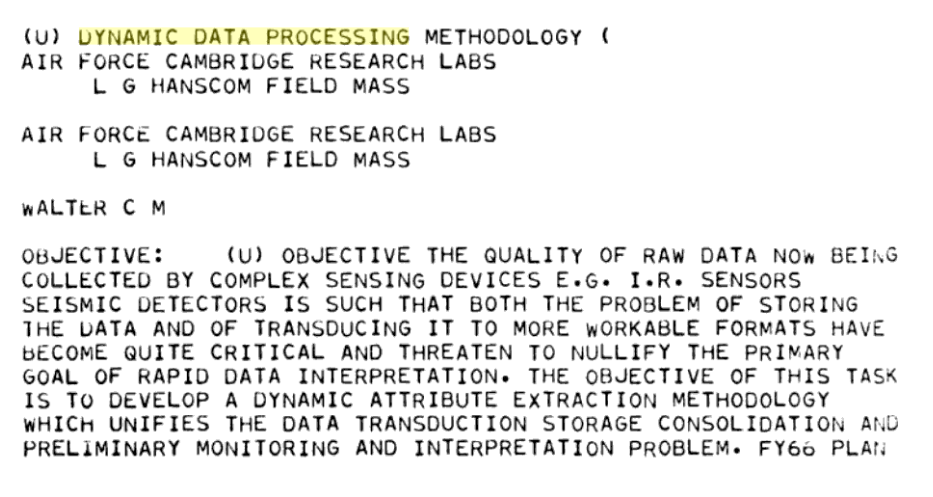 (U) DYNAMIC DATA PROCESSING METHODOLOGY (
AIR FORCE CAMBRIDGE RESEARCH LABS
L G HANSCOM FIELD MASS
AIR FORCE CAMBRIDGE RESEARCH LABS
L G HANSCOM FIELD MASS
WALTER C M
OBJECTIVE: (U) OBJECTIVE THE QUALITY OF RAW DATA NOW BEING
COLLECTED BY COMPLEX SENSING DEVICES E.G. I.R. SENSORS
SEISMIC DETECTORS IS SUCH THAT BOTH THE PROBLEM OF STORING
THE DATA AND OF TRANSDUCING IT TO MORE WORKABLE FORMATS HAVE
BECOME QUITE CRITICAL AND THREATEN TO NULLIFY THE PRIMARY
GOAL OF RAPID DATA INTERPRETATION. THE OBJECTIVE OF THIS TASK
IS TO DEVELOP A DYNAMIC ATTRIBUTE EXTRACTION METHODOLOGY
WHICH UNIFIES THE DATA TRANSDUCTION STORAGE CONSOLIDATION AND
PRELIMINARY MONITORING AND INTERPRETATION PROBLEM. FY66 PLAN